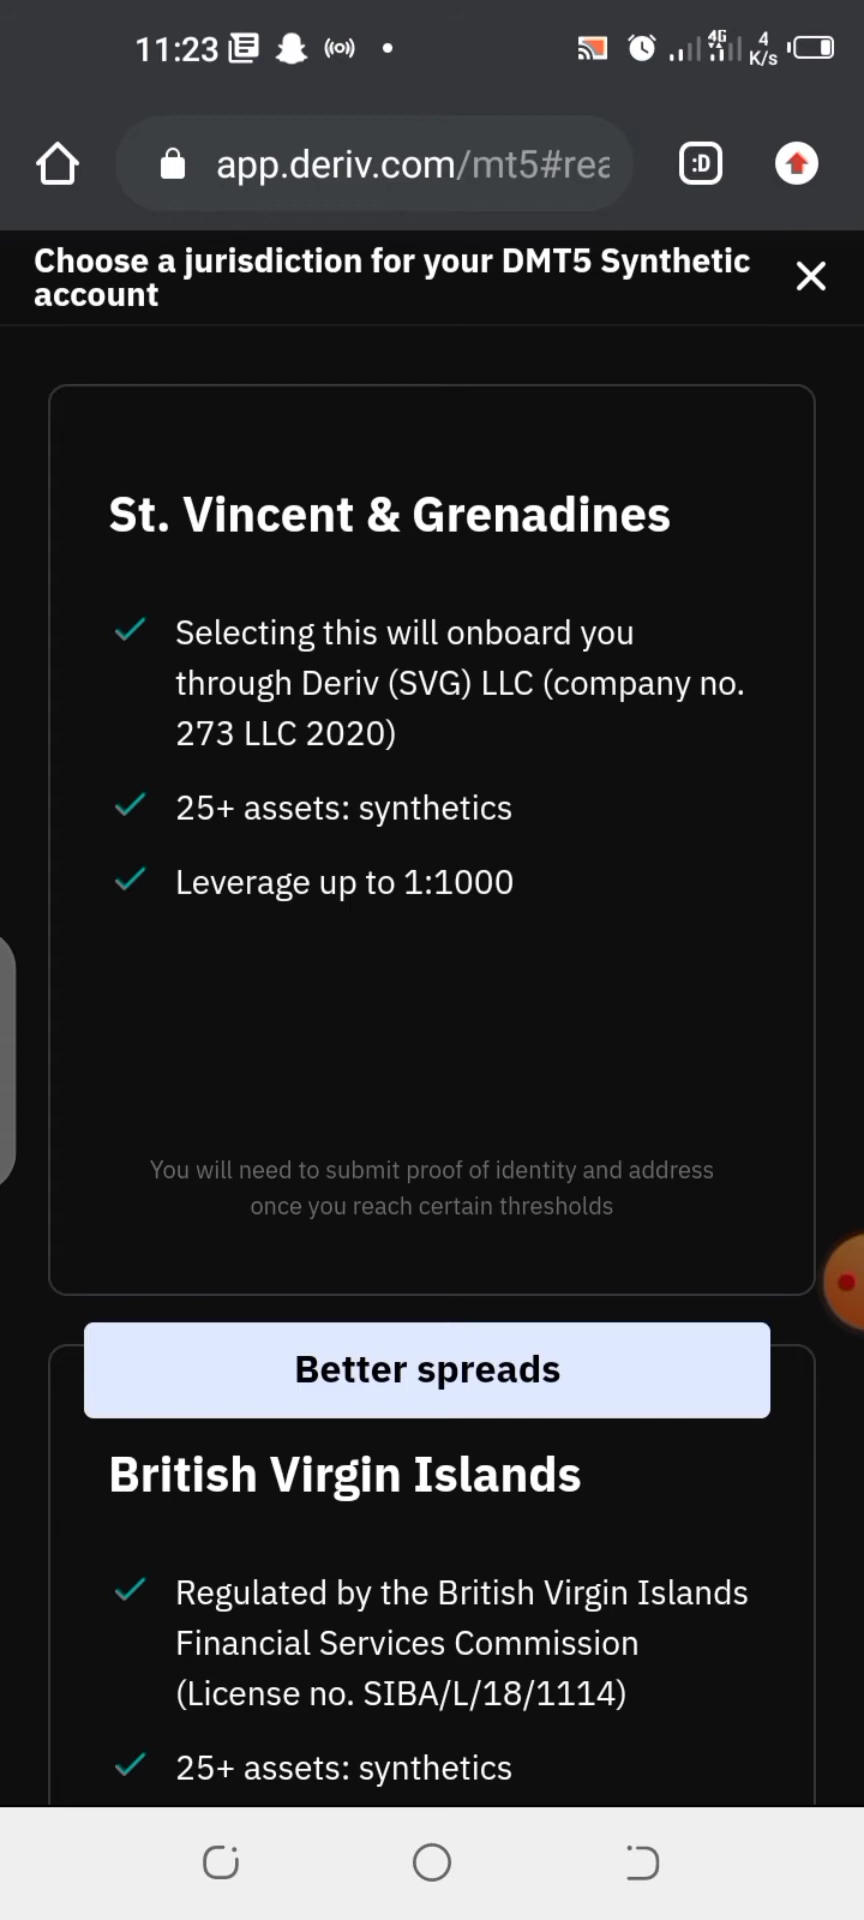 11:23
4G
4
K/s
app.deriv.com/mt5#rea
:D
Choose a jurisdiction for your DMT5 Synthetic
account
St. Vincent & Grenadines
Selecting this will onboard you
through Deriv (SVG) LLC (company no.
273 LLC 2020)
25+ assets: synthetics
Leverage up to 1:1000
You will need to submit proof of identity and address
once you reach certain thresholds
Better spreads
British Virgin Islands
Regulated by the British Virgin Islands
Financial Services Commission
(License no. SIBA/L/18/1114)
25+ assets: synthetics